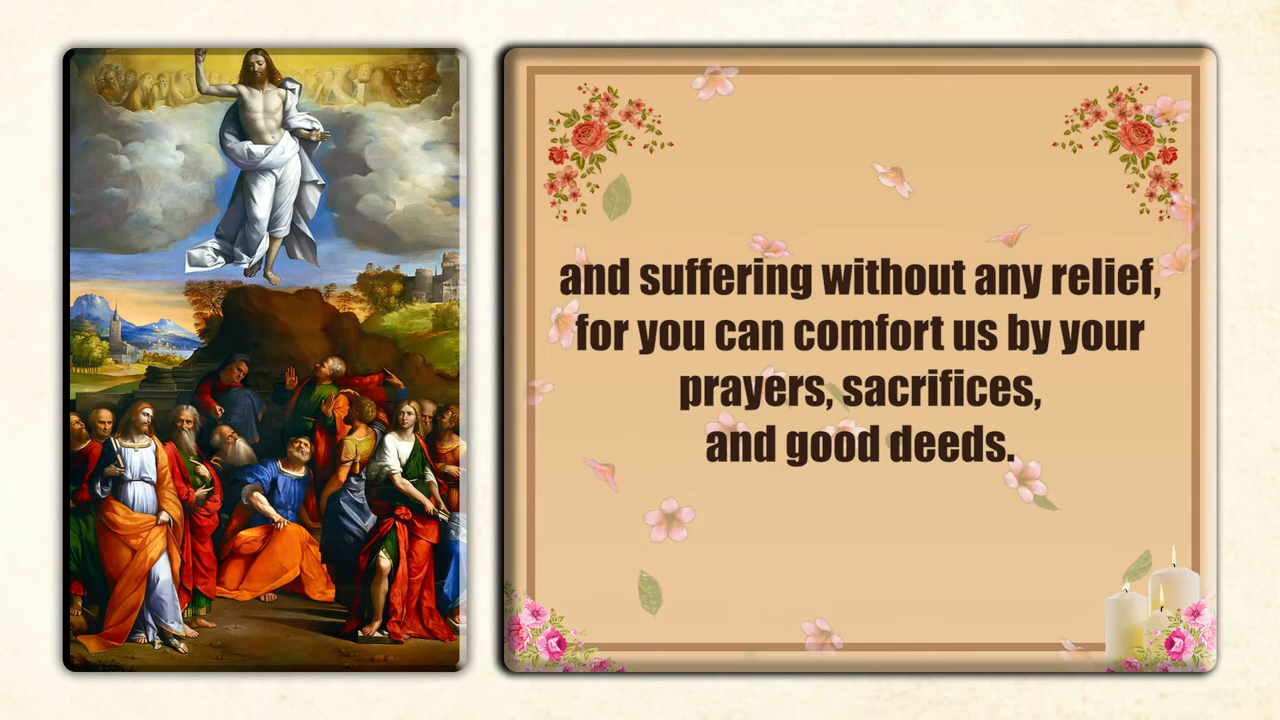 and suffering without any relief,
for you can comfort us by your
prayers, sacrifices,
and good deeds.